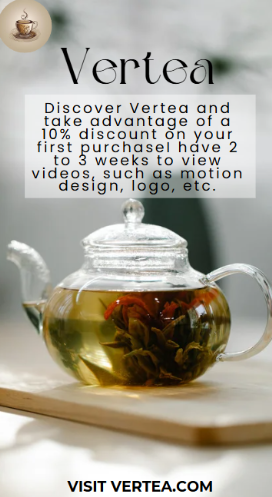 Vertea
Discover Vertea and
take advantage of a
10% discount on your
first purchaseI have 2
to 3 weeks to view
videos, such as motion
design, logo, etc.
VISIT VERTEA.COM